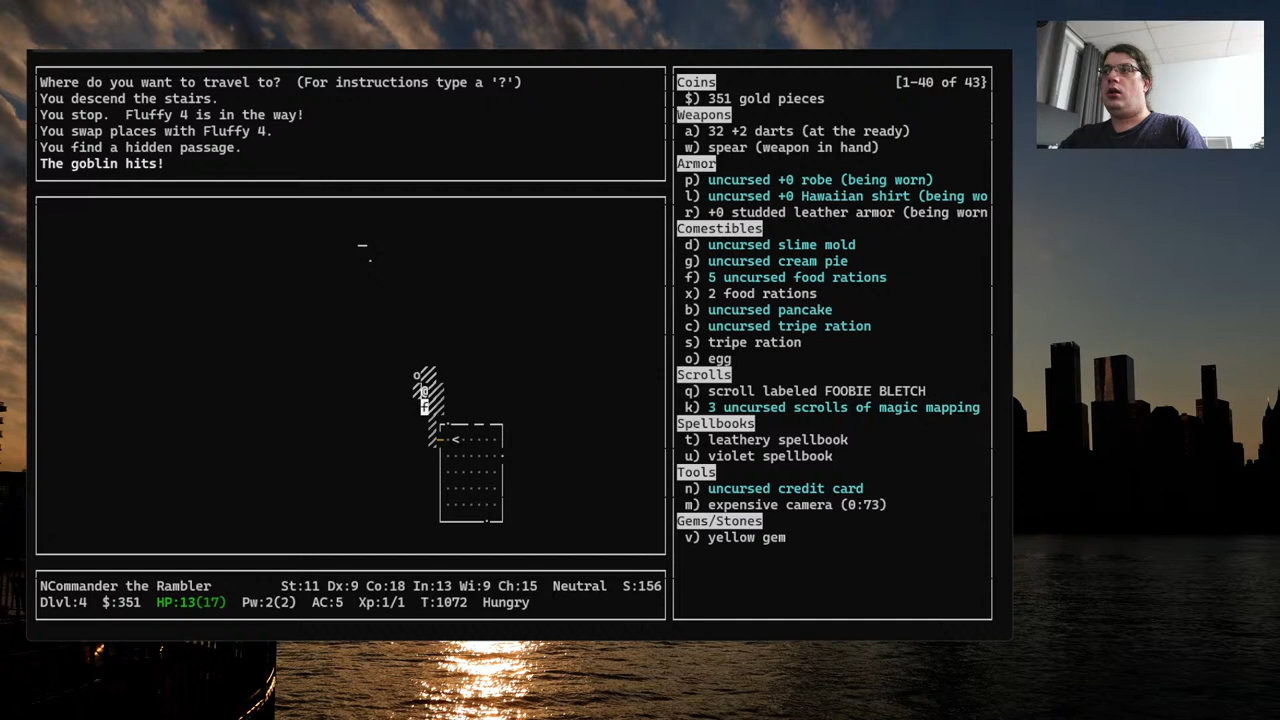 Where do you want to travel to?  (For instructions type a '?')
You descend the stairs.
You stop.  Fluffy 4 is in the way!
You swap places with Fluffy 4.
You find a hidden passage.
The goblin hits!
o
@
f
<
NCommander the Rambler St:11 Dx:9 Co:18 In:13 Wi:9 Ch:15 Neutral S:156
Dlvl:4 $:351 HP:13(17) Pw:2(2) AC:5 Xp:1/1 T:1072 Hungry
Coins [1-40 of 43}
$) 351 gold pieces
Weapons
a) 32 +2 darts (at the ready)
w) spear (weapon in hand)
Armor
p) uncursed +0 robe (being worn)
l) uncursed +0 Hawaiian shirt (being wo
r) +0 studded leather armor (being worn
Comestibles
d) uncursed slime mold
g) uncursed cream pie
f) 5 uncursed food rations
x) 2 food rations
b) uncursed pancake
c) uncursed tripe ration
s) tripe ration
o) egg
Scrolls
q) scroll labeled FOOBIE BLETCH
k) 3 uncursed scrolls of magic mapping
Spellbooks
t) leathery spellbook
u) violet spellbook
Tools
n) uncursed credit card
m) expensive camera (0:73)
Gems/Stones
v) yellow gem